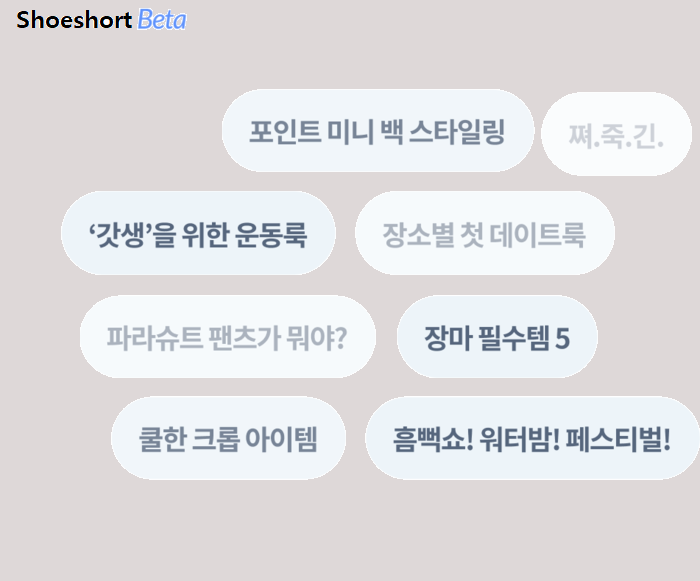 Shoeshort Beta
포인트 미니 백 스타일링
쪄.죽.긴.
‘갓생’을 위한 운동룩
장소별 첫 데이트룩
파라슈트 팬츠가 뭐야?
장마 필수템 5
쿨한 크롭 아이템
흠뻑쇼! 워터밤! 페스티벌!